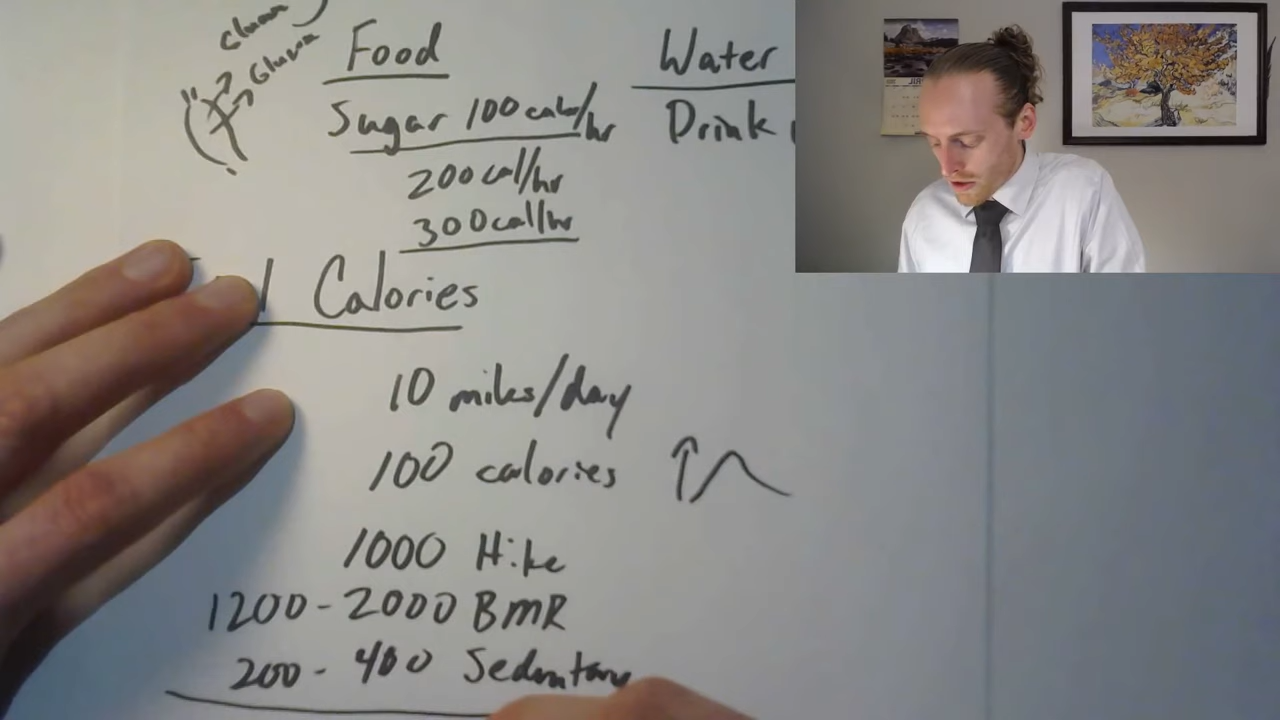 Food
Water
Sugar 100 cals/hr
Drink
200 cal/hr
300 cal/hr
Calories
10 miles/day
100 calories
1000 Hike
1200 - 2000 BMR
200 - 400 Sedentary